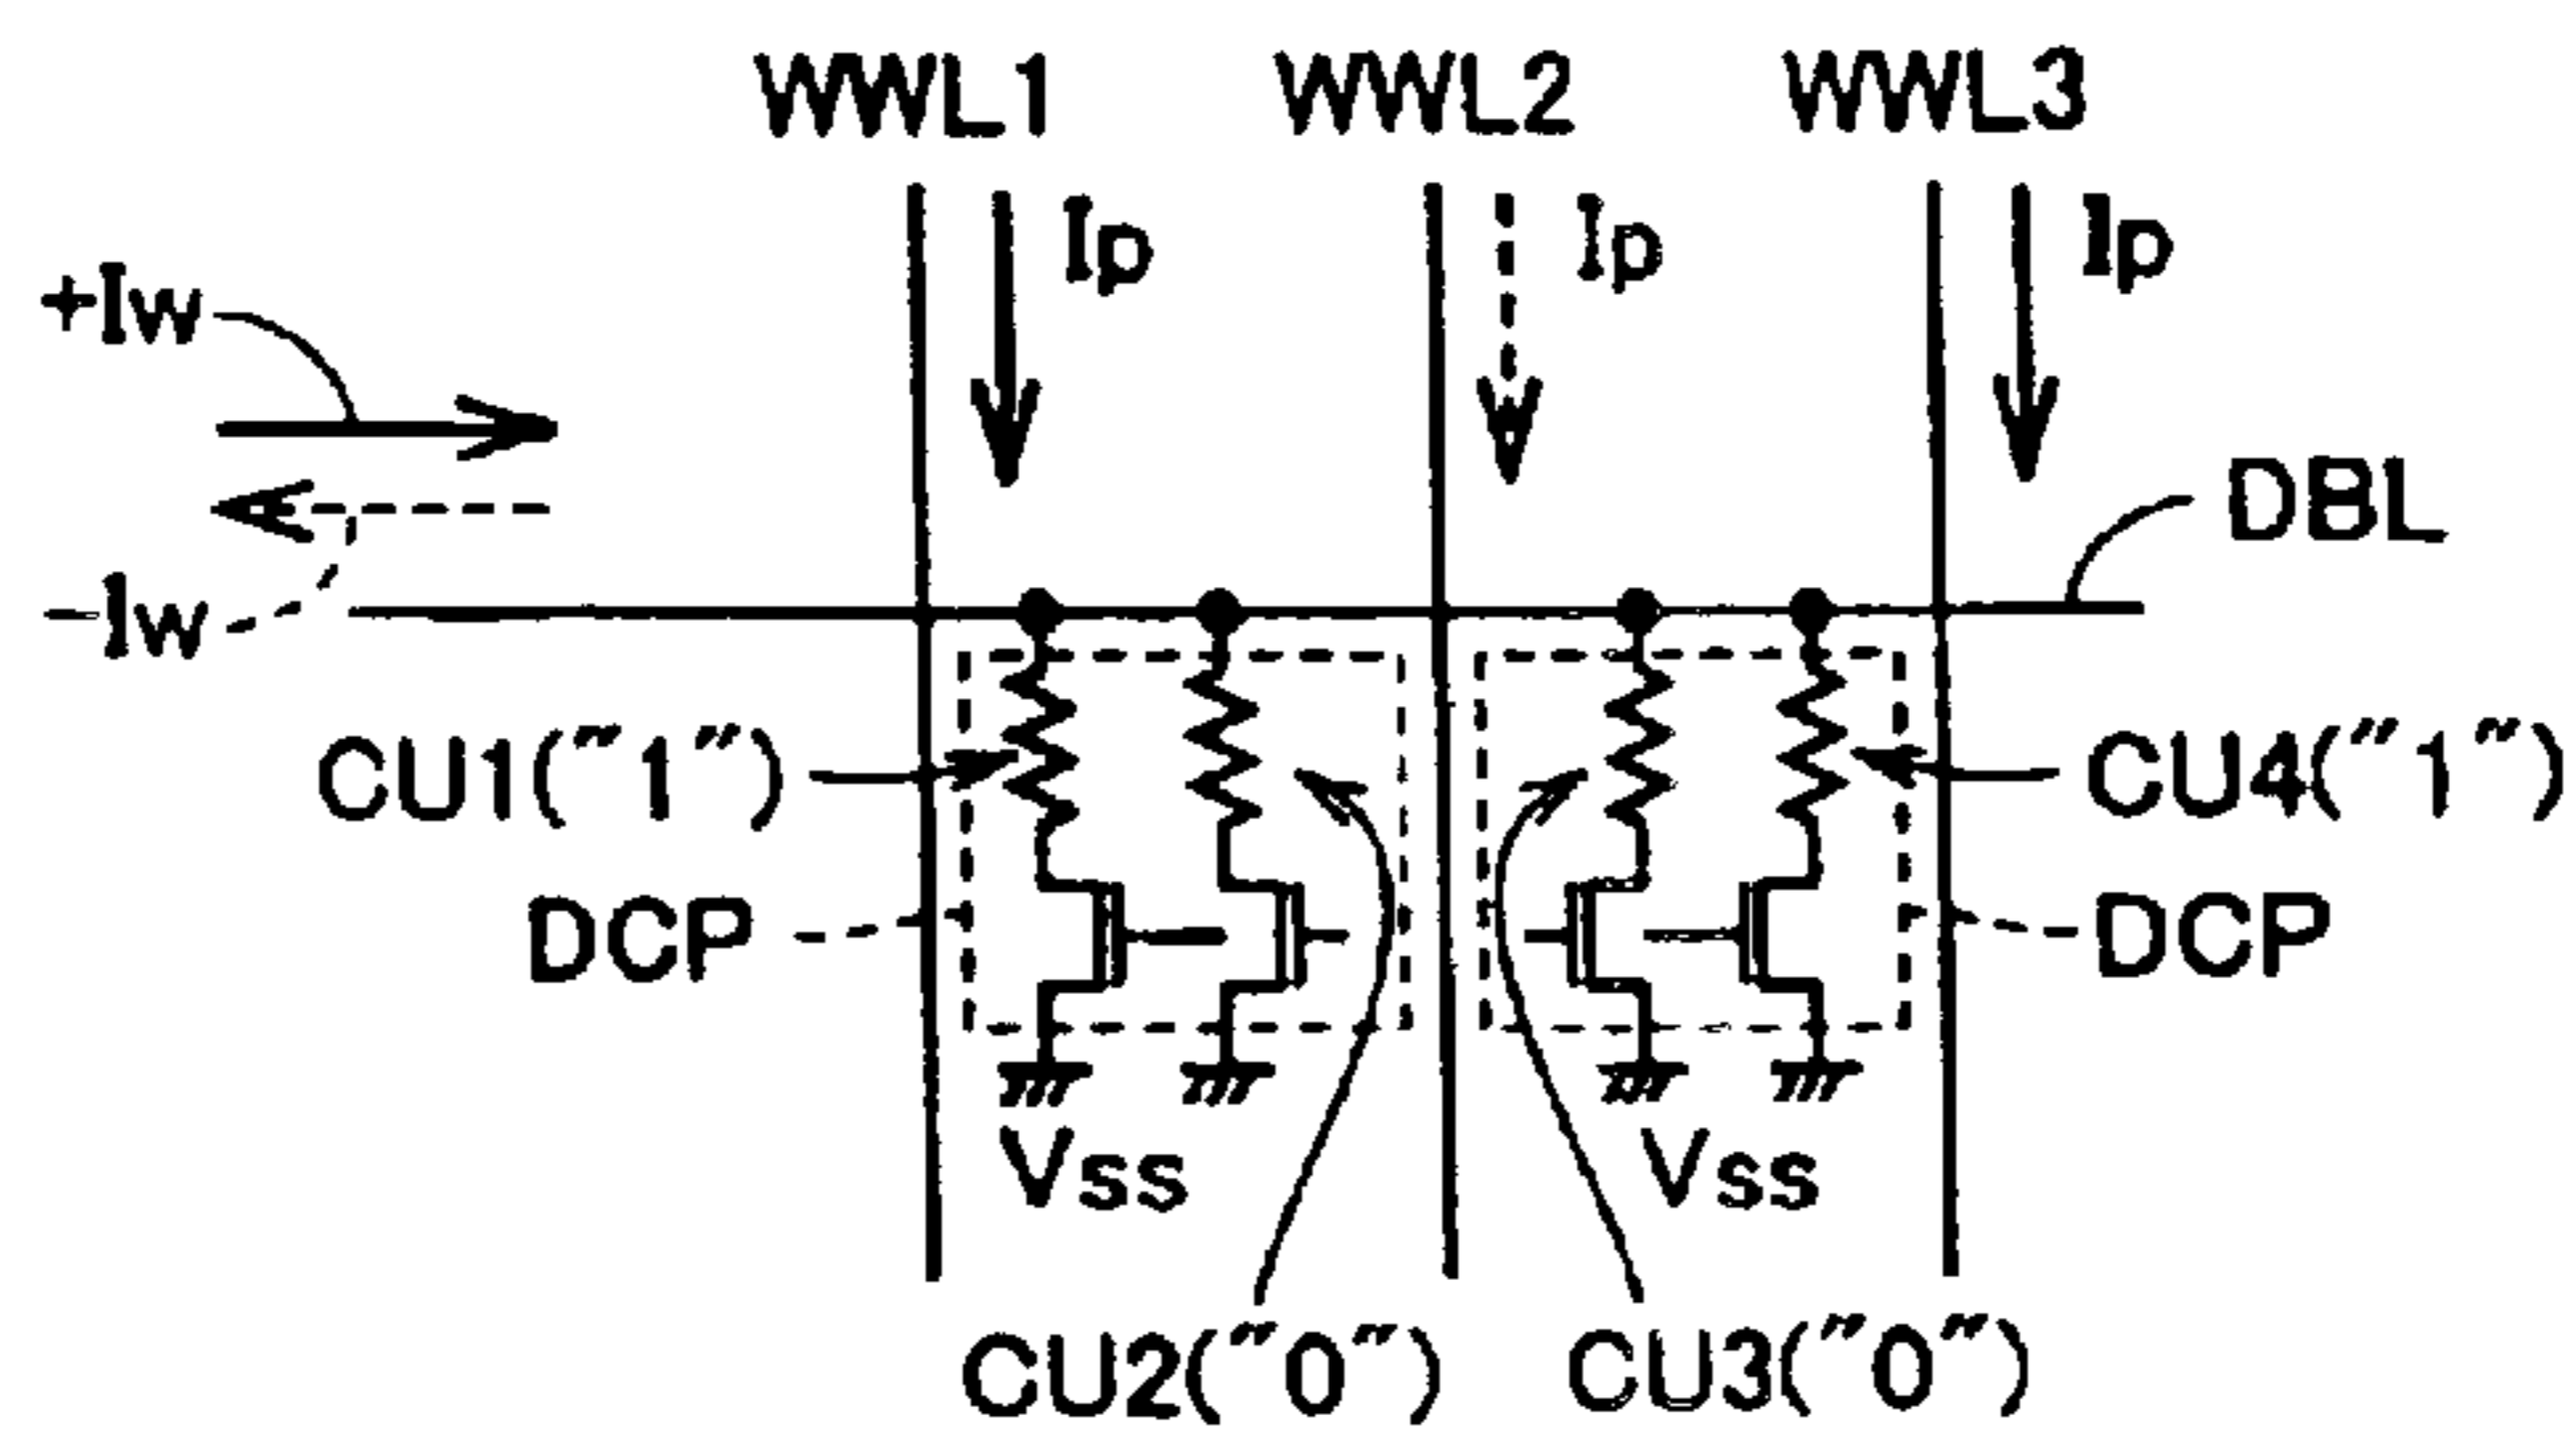 WWL1 WWL2 WWL3
Ip Ip Ip
+Iw
DBL
-Iw
CU1("1") CU4("1")
DCP DCP
Vss Vss
CU2("0") CU3("0")